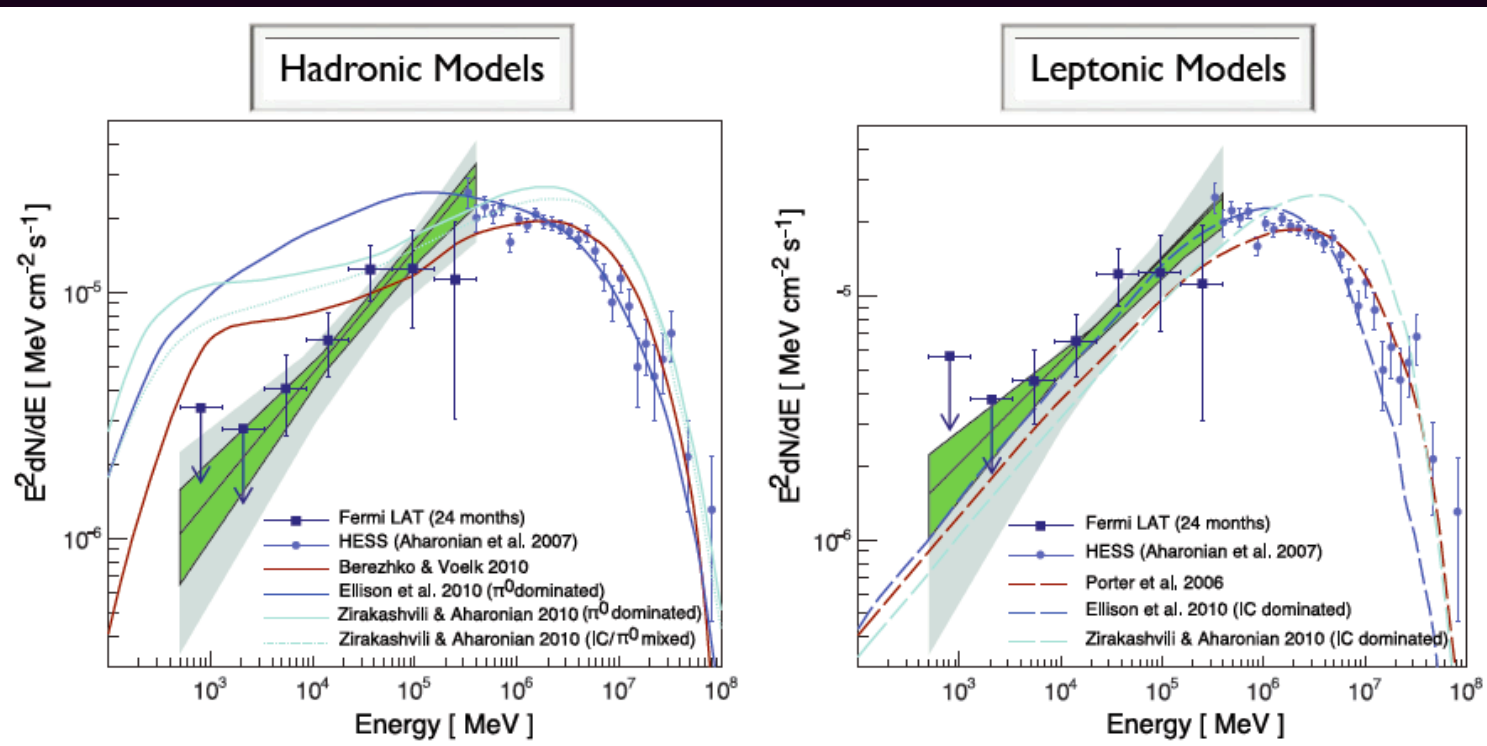 Hadronic Models
E²dN/dE [ MeV cm⁻² s⁻¹]
10⁻⁵
10⁻⁶
Fermi LAT (24 months)
HESS (Aharonian et al. 2007)
Berezhko & Voelk 2010
Ellison et al. 2010 (π⁰dominated)
Zirakashvili & Aharonian 2010 (π⁰ dominated)
Zirakashvili & Aharonian 2010 (IC/π⁰ mixed)
10³ 10⁴ 10⁵ 10⁶ 10⁷ 10⁸
Energy [ MeV ]
Leptonic Models
E²dN/dE [ MeV cm⁻² s⁻¹]
-5
10⁻⁶
Fermi LAT (24 months)
HESS (Aharonian et al. 2007)
Porter et al. 2006
Ellison et al. 2010 (IC dominated)
Zirakashvili & Aharonian 2010 (IC dominated)
10³ 10⁴ 10⁵ 10⁶ 10⁷ 10⁸
Energy [ MeV ]